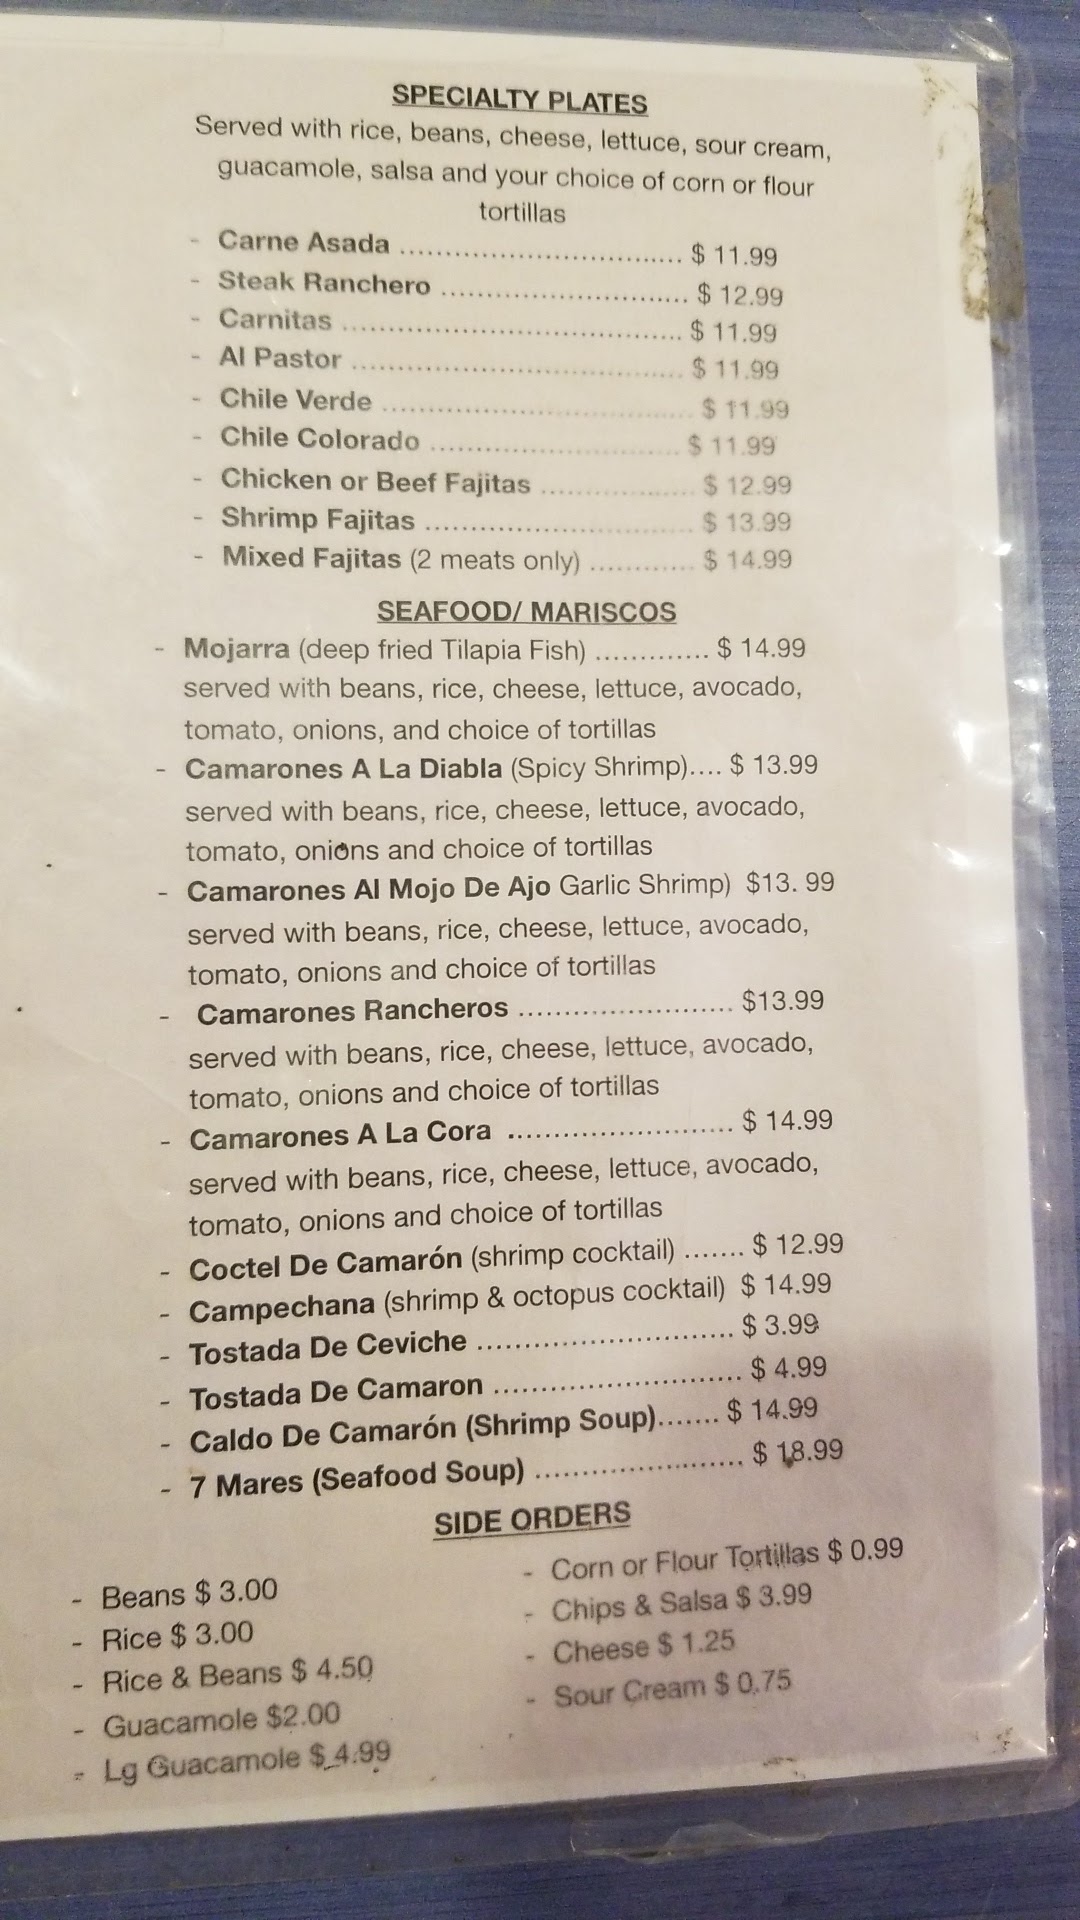 SPECIALTY PLATES
Served with rice, beans, cheese, lettuce, sour cream,
guacamole, salsa and your choice of corn or flour
tortillas
- Carne Asada ................................ $ 11.99
- Steak Ranchero ............................ $ 12.99
- Carnitas ...................................... $ 11.99
- Al Pastor ..................................... $ 11.99
- Chile Verde ................................... $ 11.99
- Chile Colorado ............................ $ 11.99
- Chicken or Beef Fajitas ................. $ 12.99
- Shrimp Fajitas .............................. $ 13.99
- Mixed Fajitas (2 meats only) ............ $ 14.99
SEAFOOD/ MARISCOS
- Mojarra (deep fried Tilapia Fish) ............. $ 14.99
served with beans, rice, cheese, lettuce, avocado,
tomato, onions, and choice of tortillas
- Camarones A La Diabla (Spicy Shrimp).... $ 13.99
served with beans, rice, cheese, lettuce, avocado,
tomato, onions and choice of tortillas
- Camarones Al Mojo De Ajo Garlic Shrimp) $13. 99
served with beans, rice, cheese, lettuce, avocado,
tomato, onions and choice of tortillas
- Camarones Rancheros ........................ $13.99
served with beans, rice, cheese, lettuce, avocado,
tomato, onions and choice of tortillas
- Camarones A La Cora ......................... $ 14.99
served with beans, rice, cheese, lettuce, avocado,
tomato, onions and choice of tortillas
- Coctel De Camarón (shrimp cocktail) ....... $ 12.99
- Campechana (shrimp & octopus cocktail) $ 14.99
- Tostada De Ceviche ............................. $ 3.99
- Tostada De Camaron ............................ $ 4.99
- Caldo De Camarón (Shrimp Soup)....... $ 14.99
- 7 Mares (Seafood Soup) ....................... $ 18.99
SIDE ORDERS
- Beans $ 3.00
- Rice $ 3.00
- Rice & Beans $ 4.50
- Guacamole $2.00
- Lg Guacamole $ 4.99
- Corn or Flour Tortillas $ 0.99
- Chips & Salsa $ 3.99
- Cheese $ 1.25
- Sour Cream $ 0.75